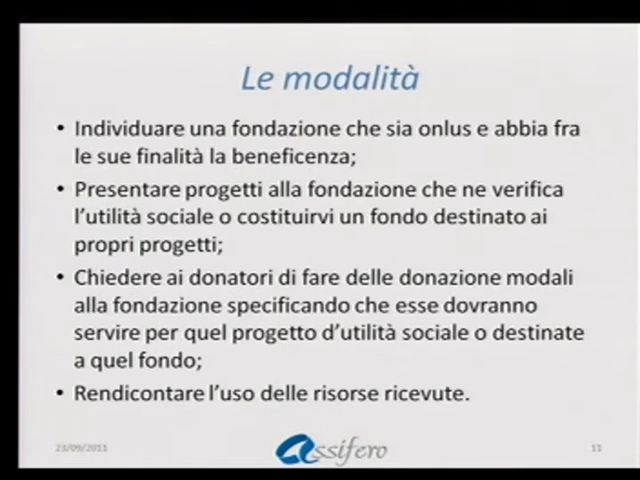 Le modalità
• Individuare una fondazione che sia onlus e abbia fra
le sue finalità la beneficenza;
• Presentare progetti alla fondazione che ne verifica
l'utilità sociale o costituirvi un fondo destinato ai
propri progetti;
• Chiedere ai donatori di fare delle donazione modali
alla fondazione specificando che esse dovranno
servire per quel progetto d'utilità sociale o destinate
a quel fondo;
• Rendicontare l'uso delle risorse ricevute.
23/09/2011
Assifero
11